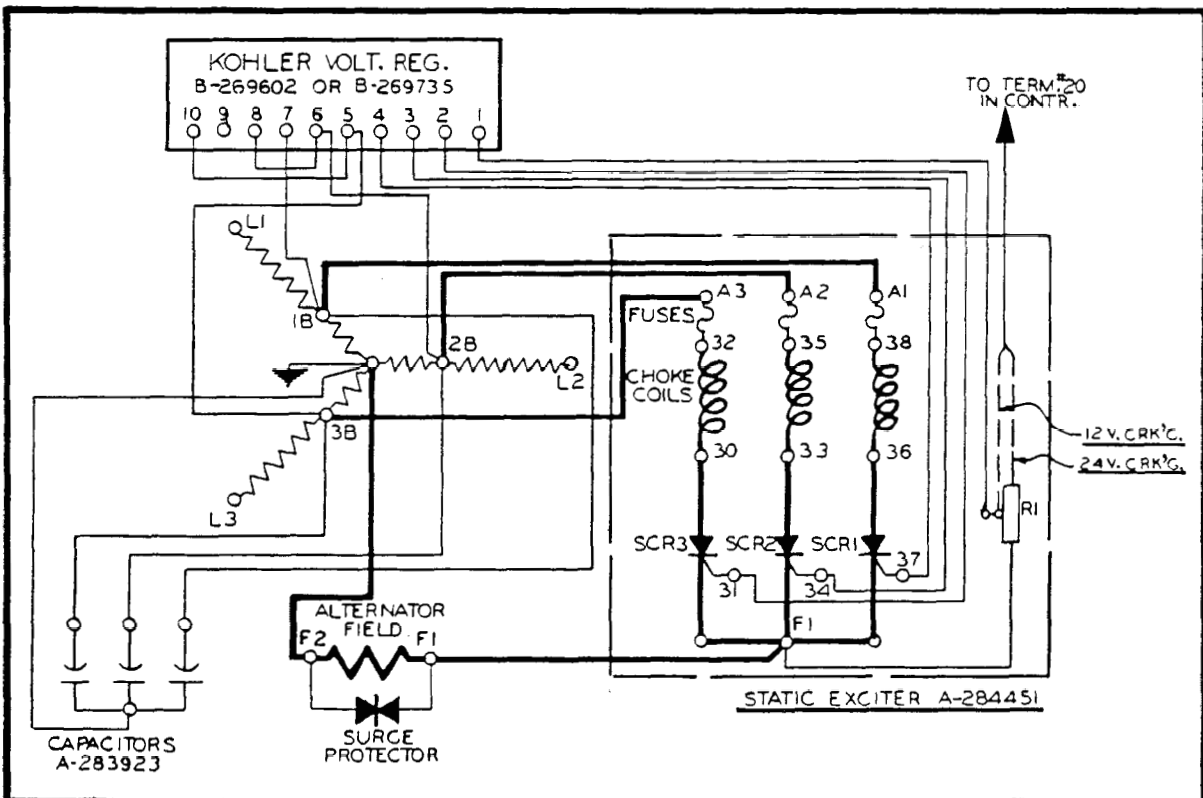 KOHLER VOLT. REG.
B-269602 OR B-269735
10 9 8 7 6 5 4 3 2 1
TO TERM.#20
IN CONTR.
L1
1B
2B
L2
3B
L3
A3 A2 A1
FUSES
32 35 38
CHOKE
COILS
30 33 36
12 V. CRK'G.
24 V. CRK'G.
R1
SCR3 SCR2 SCR1
37
31 34
F1
ALTERNATOR
FIELD
F2 F1
SURGE
PROTECTOR
CAPACITORS
A-283923
STATIC EXCITER A-284451